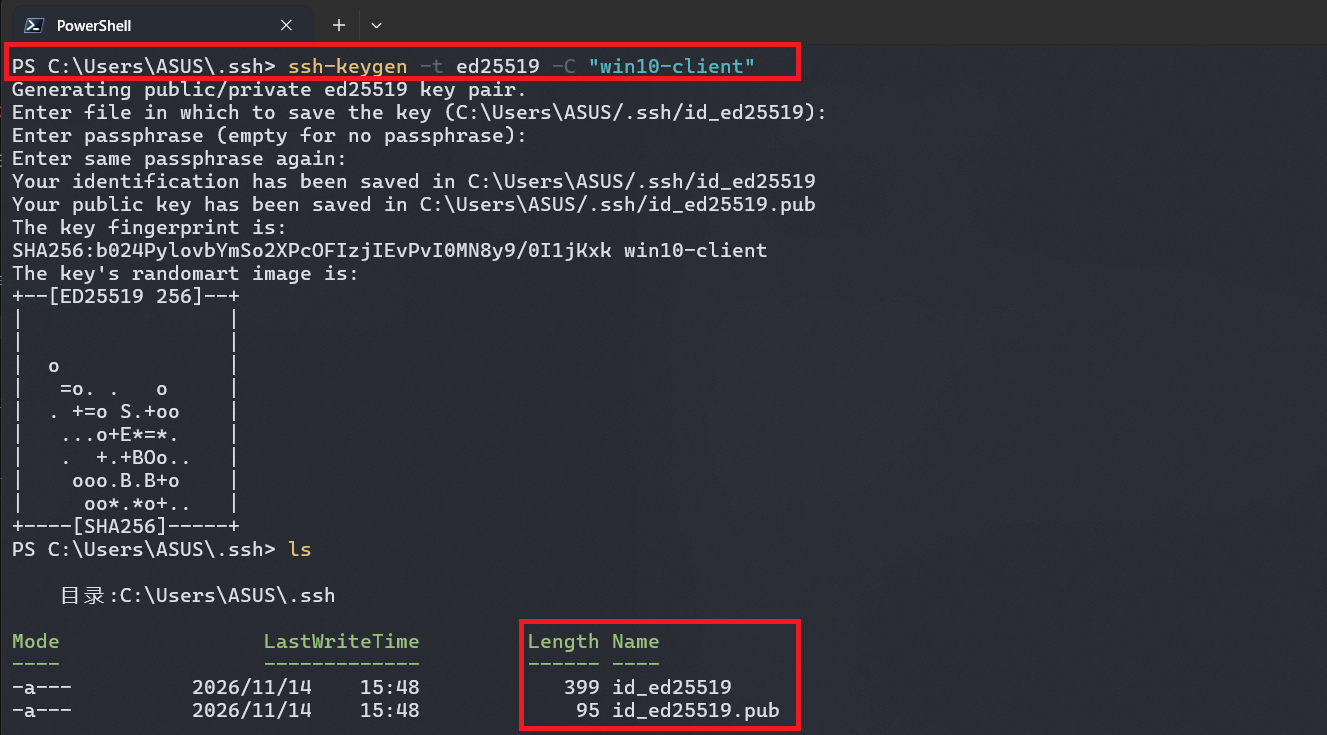 PowerShell
PS C:\Users\ASUS\.ssh> ssh-keygen -t ed25519 -C "win10-client"
Generating public/private ed25519 key pair.
Enter file in which to save the key (C:\Users\ASUS/.ssh/id_ed25519):
Enter passphrase (empty for no passphrase):
Enter same passphrase again:
Your identification has been saved in C:\Users\ASUS/.ssh/id_ed25519
Your public key has been saved in C:\Users\ASUS/.ssh/id_ed25519.pub
The key fingerprint is:
SHA256:b024PylovbYmSo2XPcOFIzjIEvPvI0MN8y9/0I1jKxk win10-client
The key's randomart image is:
+--[ED25519 256]--+
|                 |
|                 |
|  o              |
|   =o. .   o     |
|  . +=o S.+oo    |
|   ...o+E*=*.    |
|   .  +.+BOo..   |
|    ooo.B.B+o    |
|     oo*.*o+..   |
+----[SHA256]-----+
PS C:\Users\ASUS\.ssh> ls
目录:C:\Users\ASUS\.ssh
Mode                 LastWriteTime         Length Name
----                 -------------         ------ ----
-a---          2026/11/14    15:48            399 id_ed25519
-a---          2026/11/14    15:48             95 id_ed25519.pub